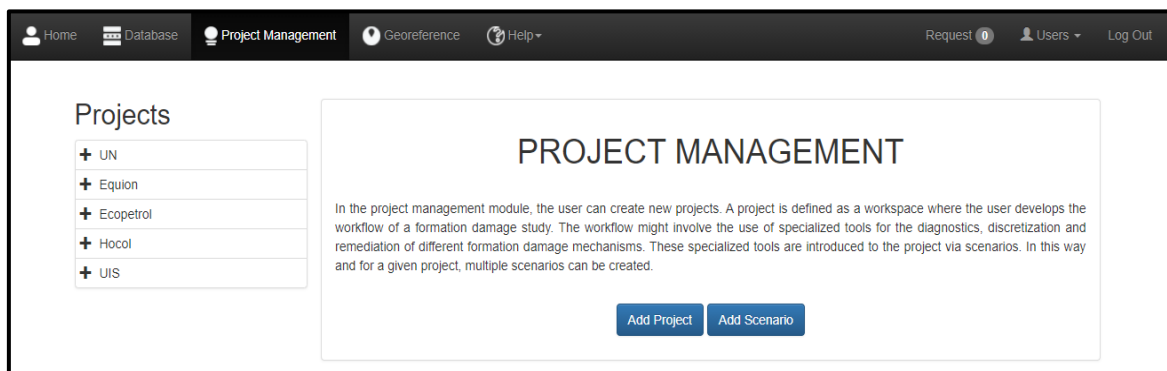 Home Database Project Management Georeference Help Request 0 Users Log Out
Projects
UN
Equion
Ecopetrol
Hocol
UIS
PROJECT MANAGEMENT
In the project management module, the user can create new projects. A project is defined as a workspace where the user develops the
workflow of a formation damage study. The workflow might involve the use of specialized tools for the diagnostics, discretization and
remediation of different formation damage mechanisms. These specialized tools are introduced to the project via scenarios. In this way
and for a given project, multiple scenarios can be created.
Add Project Add Scenario